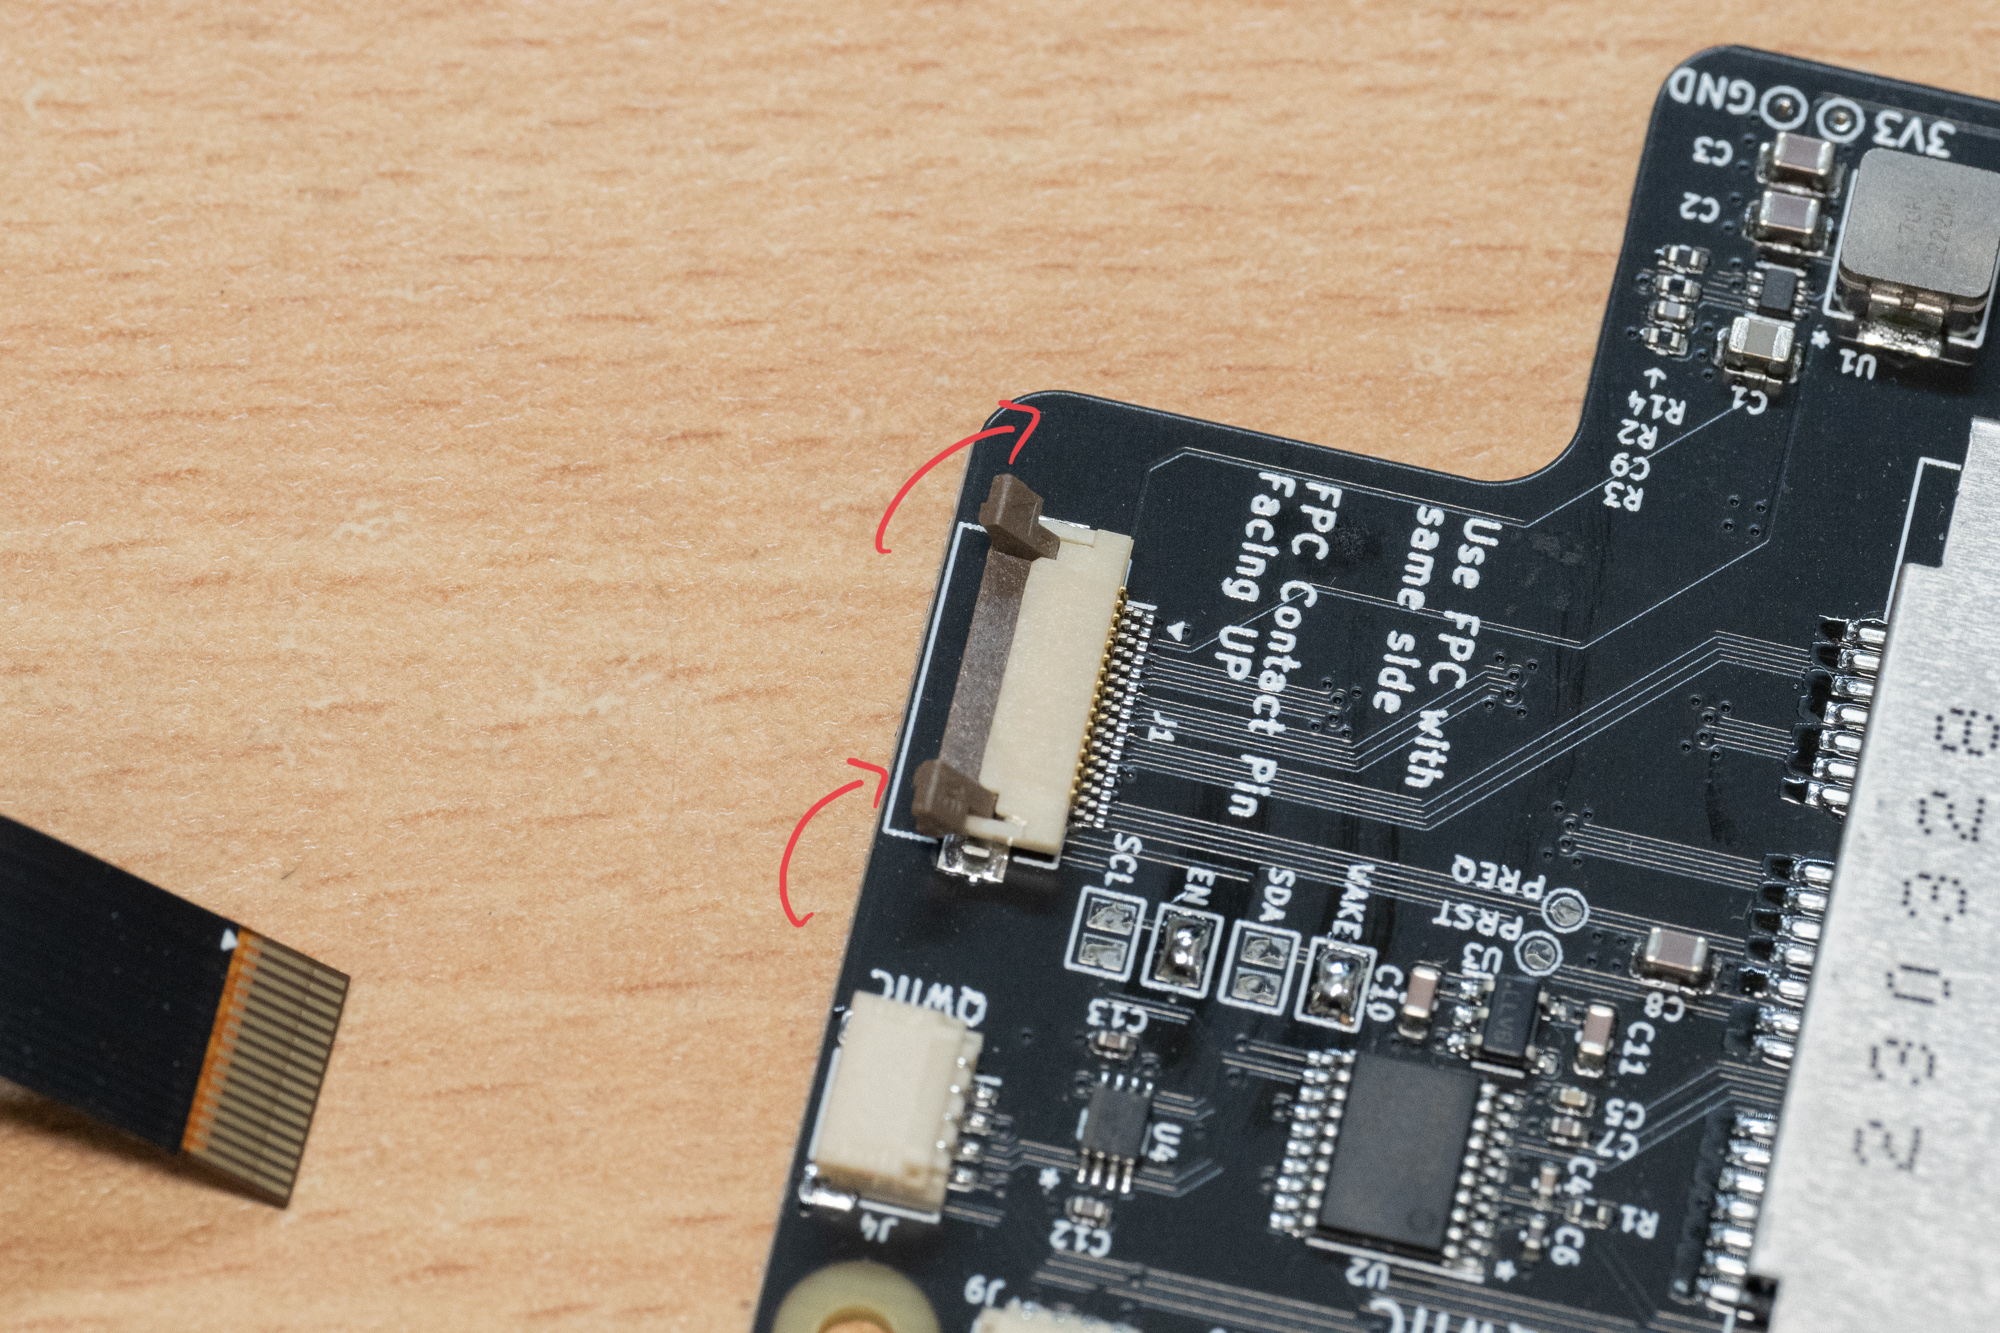 GND
3V3
C3
C2
U1
C1
R14
R2
C9
R3
Use FPC with
same side
FPC Contact Pin
Facing UP
J1
SCL
EN
SDA
WAKE
PREQ
PRST
U3
C10
C8
C11
QWIIC
C13
U4
C5
C7
C4
R1
C6
J4
C12
U2
J9
230328